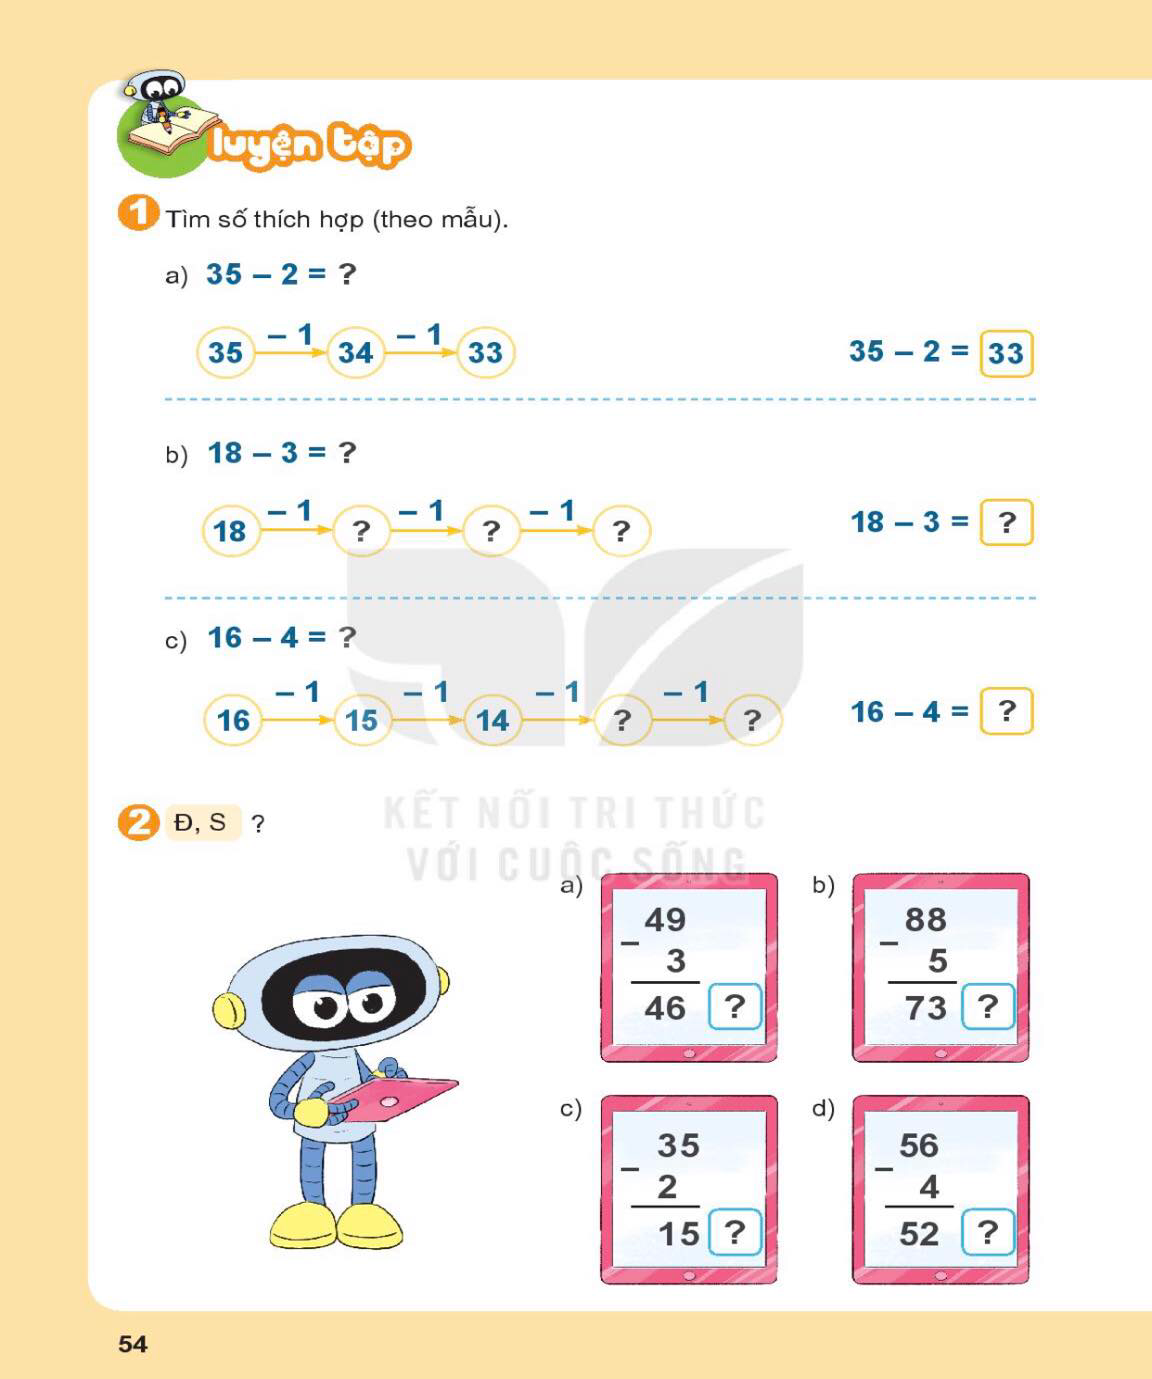 luyện tập
1 Tìm số thích hợp (theo mẫu).
a) 35 – 2 = ?
35 – 1 34 – 1 33 35 – 2 = 33
b) 18 – 3 = ?
18 – 1 ? – 1 ? – 1 ? 18 – 3 = ?
c) 16 – 4 = ?
16 – 1 15 – 1 14 – 1 ? – 1 ? 16 – 4 = ?
KẾT NỐI TRI THỨC
VỚI CUỘC SỐNG
2 Đ, S ?
a)
49
–
3
46 ?
b)
88
–
5
73 ?
c)
35
–
2
15 ?
d)
56
–
4
52 ?
54